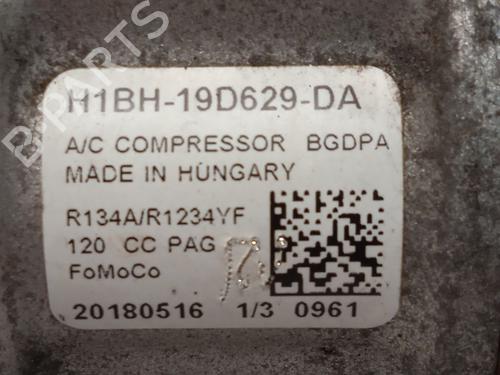 B-PARTS
H1BH-19D629-DA
A/C COMPRESSOR BGDPA
MADE IN HUNGARY
R134A/R1234YF
120 CC PAG
FoMoCo
20180516 1/3 0961